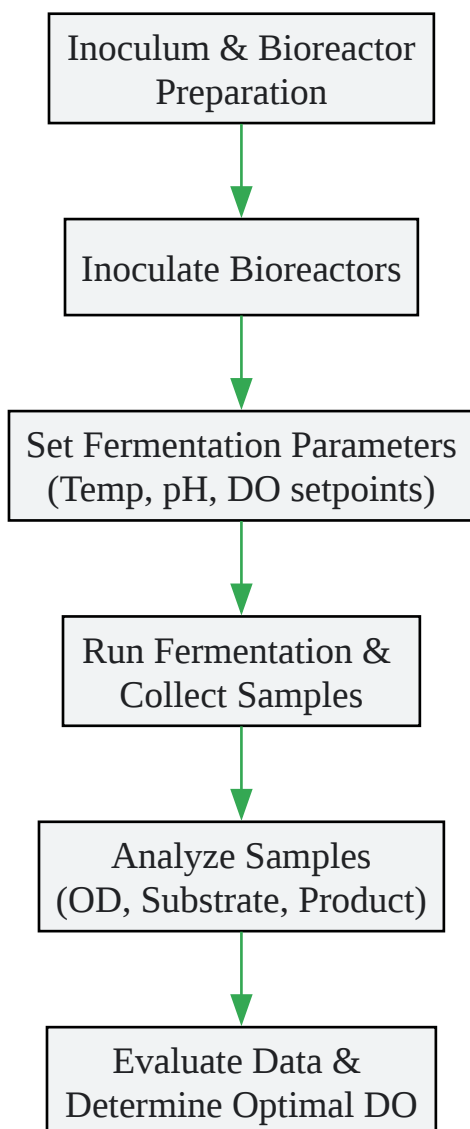 Inoculum & Bioreactor
Preparation
Inoculate Bioreactors
Set Fermentation Parameters
(Temp, pH, DO setpoints)
Run Fermentation &
Collect Samples
Analyze Samples
(OD, Substrate, Product)
Evaluate Data &
Determine Optimal DO